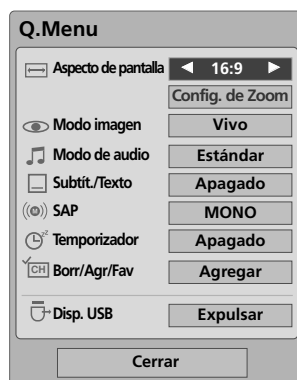 Q.Menu
Aspecto de pantalla ◀ 16:9 ▶
Config. de Zoom
Modo imagen Vivo
Modo de audio Estándar
Subtít./Texto Apagado
SAP MONO
Temporizador Apagado
CH Borr/Agr/Fav Agregar
Disp. USB Expulsar
Cerrar